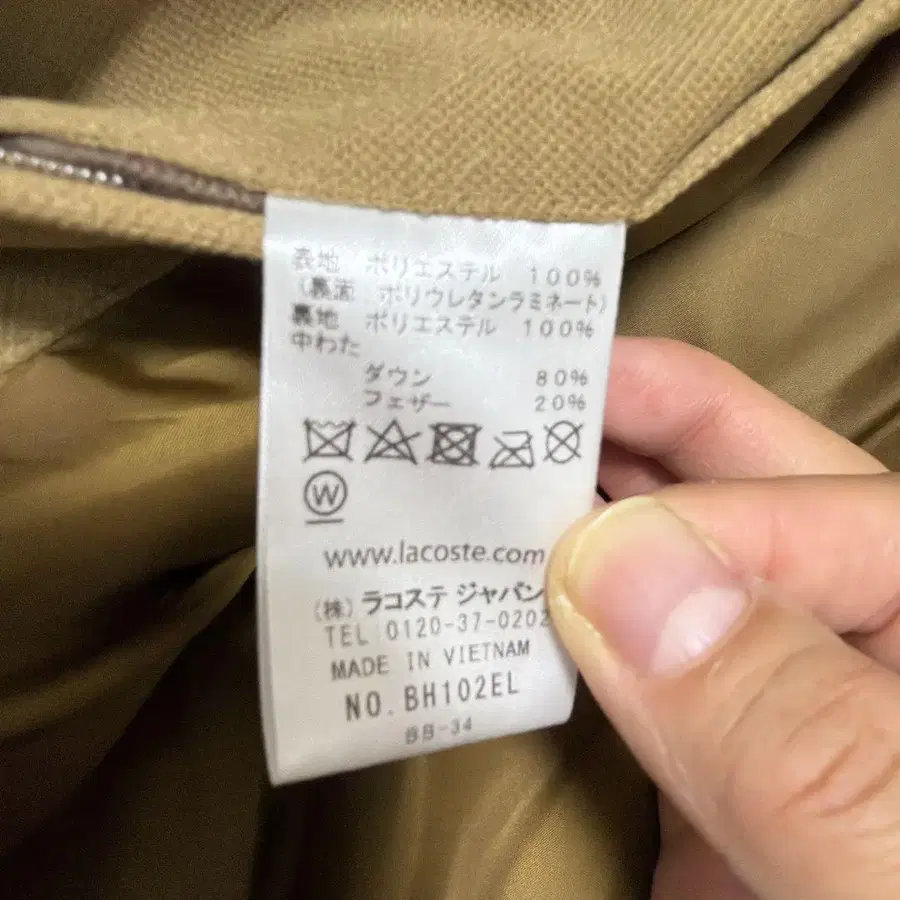 表地 ポリエステル 100%
(裏面 ポリウレタンラミネート)
裏地 ポリエステル 100%
中わた
ダウン 80%
フェザー 20%
W
www.lacoste.com
(株) ラコステ ジャパン
TEL 0120-37-0202
MADE IN VIETNAM
NO. BH102EL
BB-34